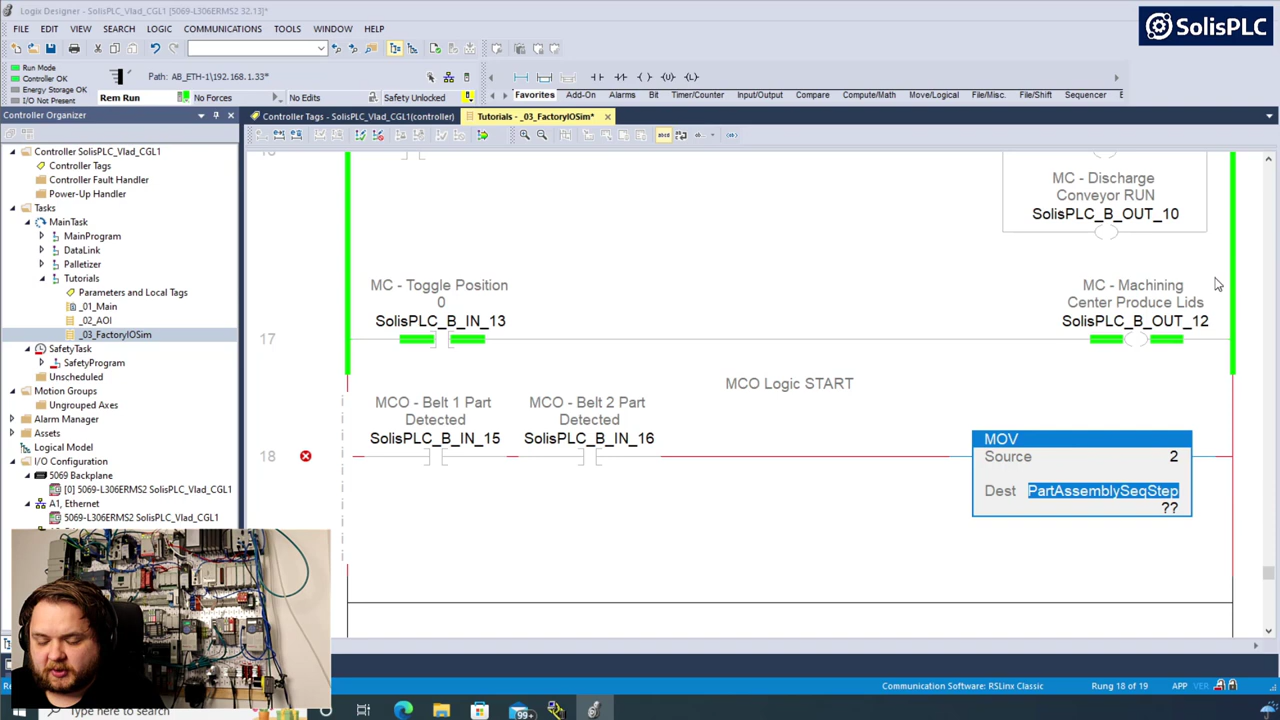 Logix Designer - SolisPLC_Vlad_CGL1 [5069-L306ERMS2 32.13]*
SolisPLC
FILE EDIT VIEW SEARCH LOGIC COMMUNICATIONS TOOLS WINDOW HELP
Run Mode
Controller OK
Energy Storage OK
I/O Not Present
Path: AB_ETH-1\192.168.1.33*
Rem Run
No Forces
No Edits
Safety Unlocked
Favorites Add-On Alarms Bit Timer/Counter Input/Output Compare Compute/Math Move/Logical File/Misc. File/Shift Sequencer E
Controller Organizer
Controller Tags - SolisPLC_Vlad_CGL1(controller)
Tutorials - _03_FactoryIOSim*
Controller SolisPLC_Vlad_CGL1
Controller Tags
Controller Fault Handler
Power-Up Handler
Tasks
MainTask
MainProgram
DataLink
Palletizer
Tutorials
Parameters and Local Tags
_01_Main
_02_AOI
_03_FactoryIOSim
SafetyTask
SafetyProgram
Unscheduled
Motion Groups
Ungrouped Axes
Alarm Manager
Assets
Logical Model
I/O Configuration
5069 Backplane
[0] 5069-L306ERMS2 SolisPLC_Vlad_CGL1
A1, Ethernet
5069-L306ERMS2 SolisPLC_Vlad_CGL1
MC - Discharge
Conveyor RUN
SolisPLC_B_OUT_10
MC - Toggle Position
0
SolisPLC_B_IN_13
MC - Machining
Center Produce Lids
SolisPLC_B_OUT_12
17
MCO Logic START
MCO - Belt 1 Part
Detected
SolisPLC_B_IN_15
MCO - Belt 2 Part
Detected
SolisPLC_B_IN_16
18
MOV
Source 2
Dest PartAssemblySeqStep
??
Communication Software: RSLinx Classic
Rung 18 of 19
APP
VER
Type here to search
99+